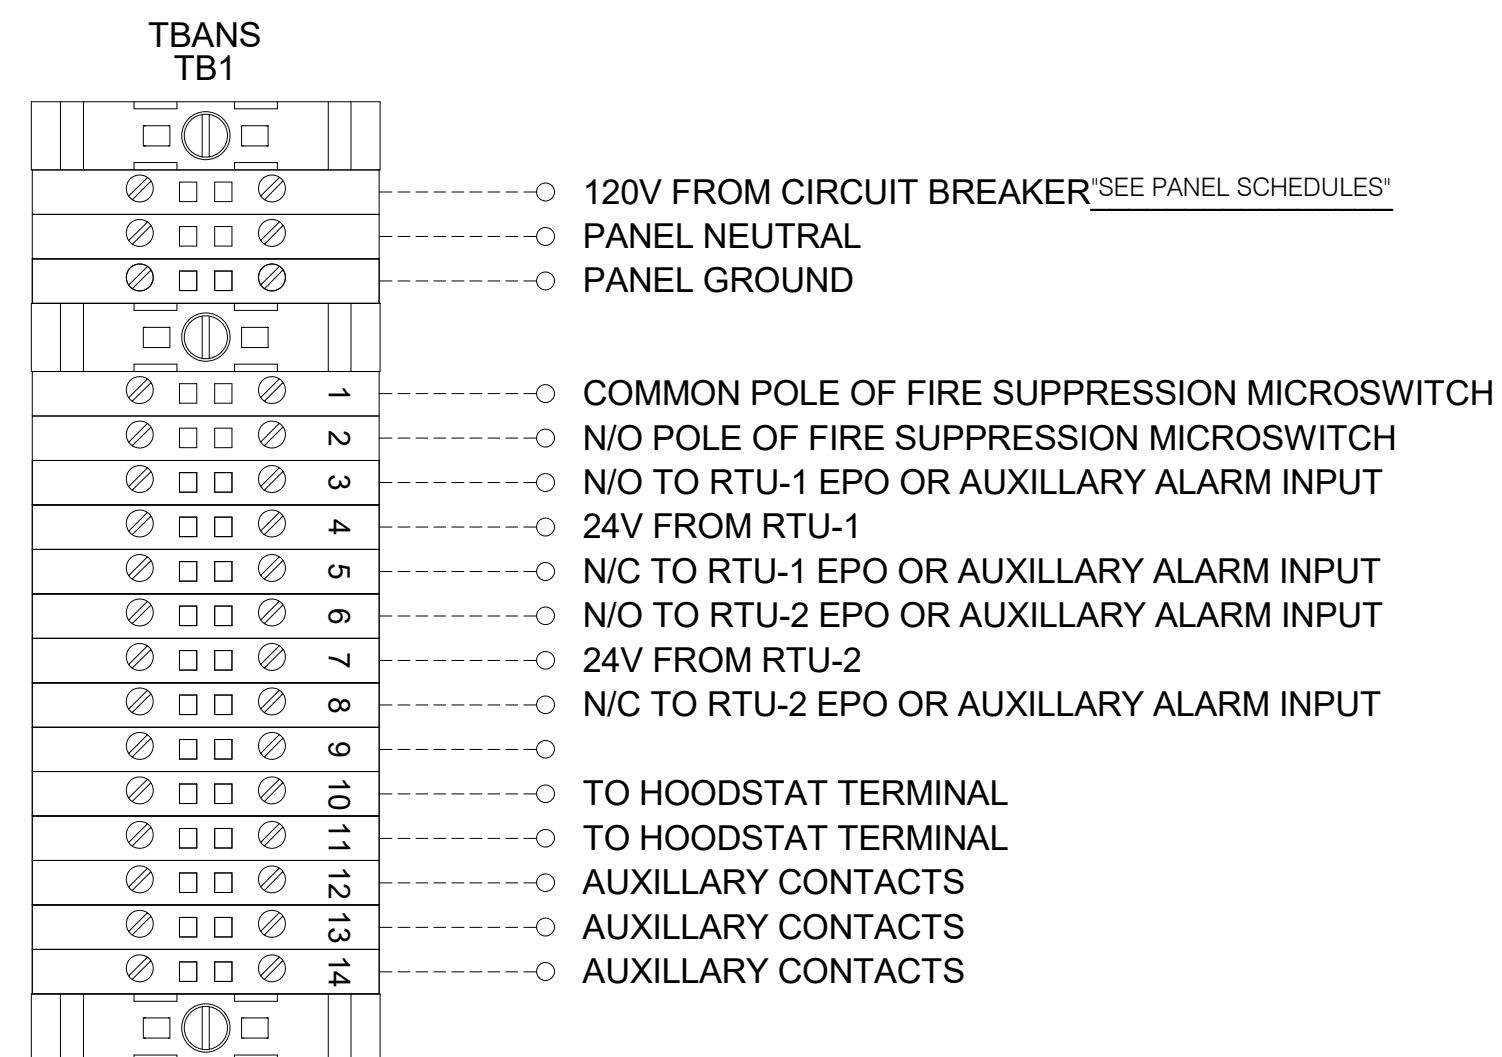 TBANS
TB1
120V FROM CIRCUIT BREAKER "SEE PANEL SCHEDULES"
PANEL NEUTRAL
PANEL GROUND
1 COMMON POLE OF FIRE SUPPRESSION MICROSWITCH
2 N/O POLE OF FIRE SUPPRESSION MICROSWITCH
3 N/O TO RTU-1 EPO OR AUXILLARY ALARM INPUT
4 24V FROM RTU-1
5 N/C TO RTU-1 EPO OR AUXILLARY ALARM INPUT
6 N/O TO RTU-2 EPO OR AUXILLARY ALARM INPUT
7 24V FROM RTU-2
8 N/C TO RTU-2 EPO OR AUXILLARY ALARM INPUT
9
10 TO HOODSTAT TERMINAL
11 TO HOODSTAT TERMINAL
12 AUXILLARY CONTACTS
13 AUXILLARY CONTACTS
14 AUXILLARY CONTACTS